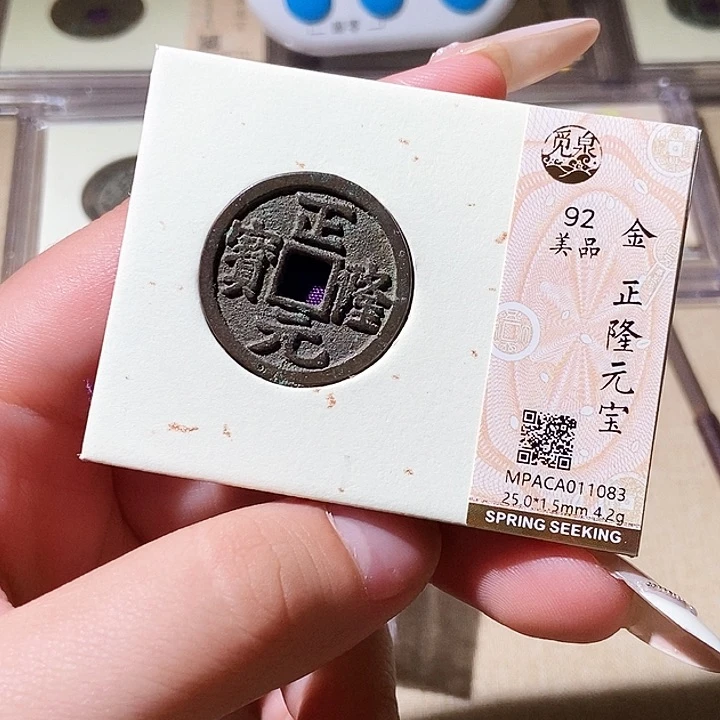 正
隆
元
寳
觅泉
92
美品
金
正隆元宝
MPACA011083
25.0*1.5mm 4.2g
SPRING SEEKING